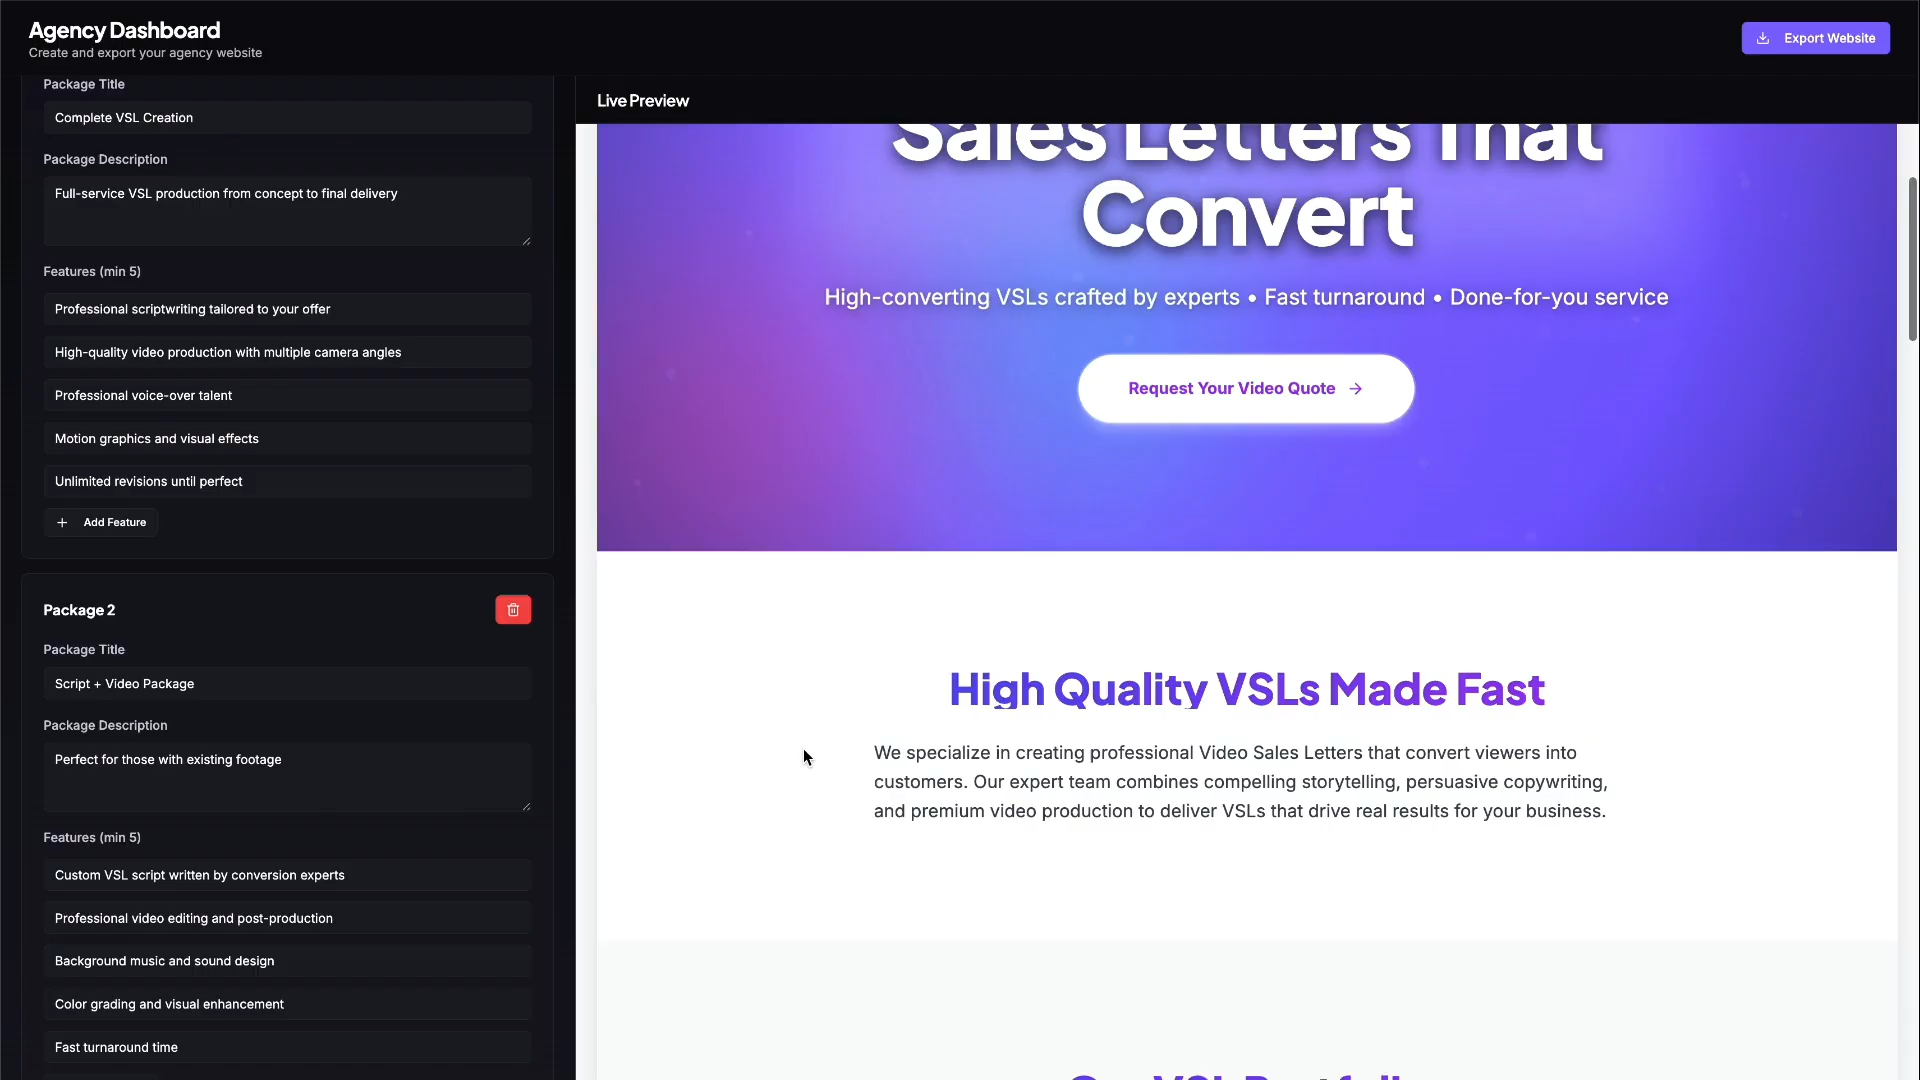 Agency Dashboard
Create and export your agency website
Export Website
Package Title
Complete VSL Creation
Package Description
Full-service VSL production from concept to final delivery
Features (min 5)
Professional scriptwriting tailored to your offer
High-quality video production with multiple camera angles
Professional voice-over talent
Motion graphics and visual effects
Unlimited revisions until perfect
Add Feature
Package 2
Package Title
Script + Video Package
Package Description
Perfect for those with existing footage
Features (min 5)
Custom VSL script written by conversion experts
Professional video editing and post-production
Background music and sound design
Color grading and visual enhancement
Fast turnaround time
Live Preview
Sales Letters That
Convert
High-converting VSLs crafted by experts • Fast turnaround • Done-for-you service
Request Your Video Quote →
High Quality VSLs Made Fast
We specialize in creating professional Video Sales Letters that convert viewers into
customers. Our expert team combines compelling storytelling, persuasive copywriting,
and premium video production to deliver VSLs that drive real results for your business.